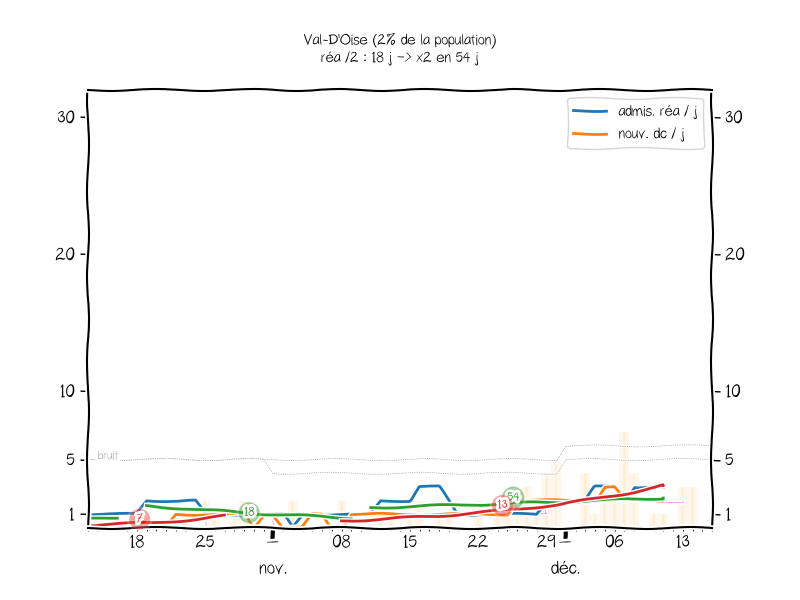 Val-D'Oise (2% de la population)
réa /2 : 18 j -> x2 en 54 j
admis. réa / j
nouv. dc / j
30 30
20 20
10 10
bruit
5 5
1 1
7
18
13
54
18 25 08 15 22 29 06 13
nov. déc.